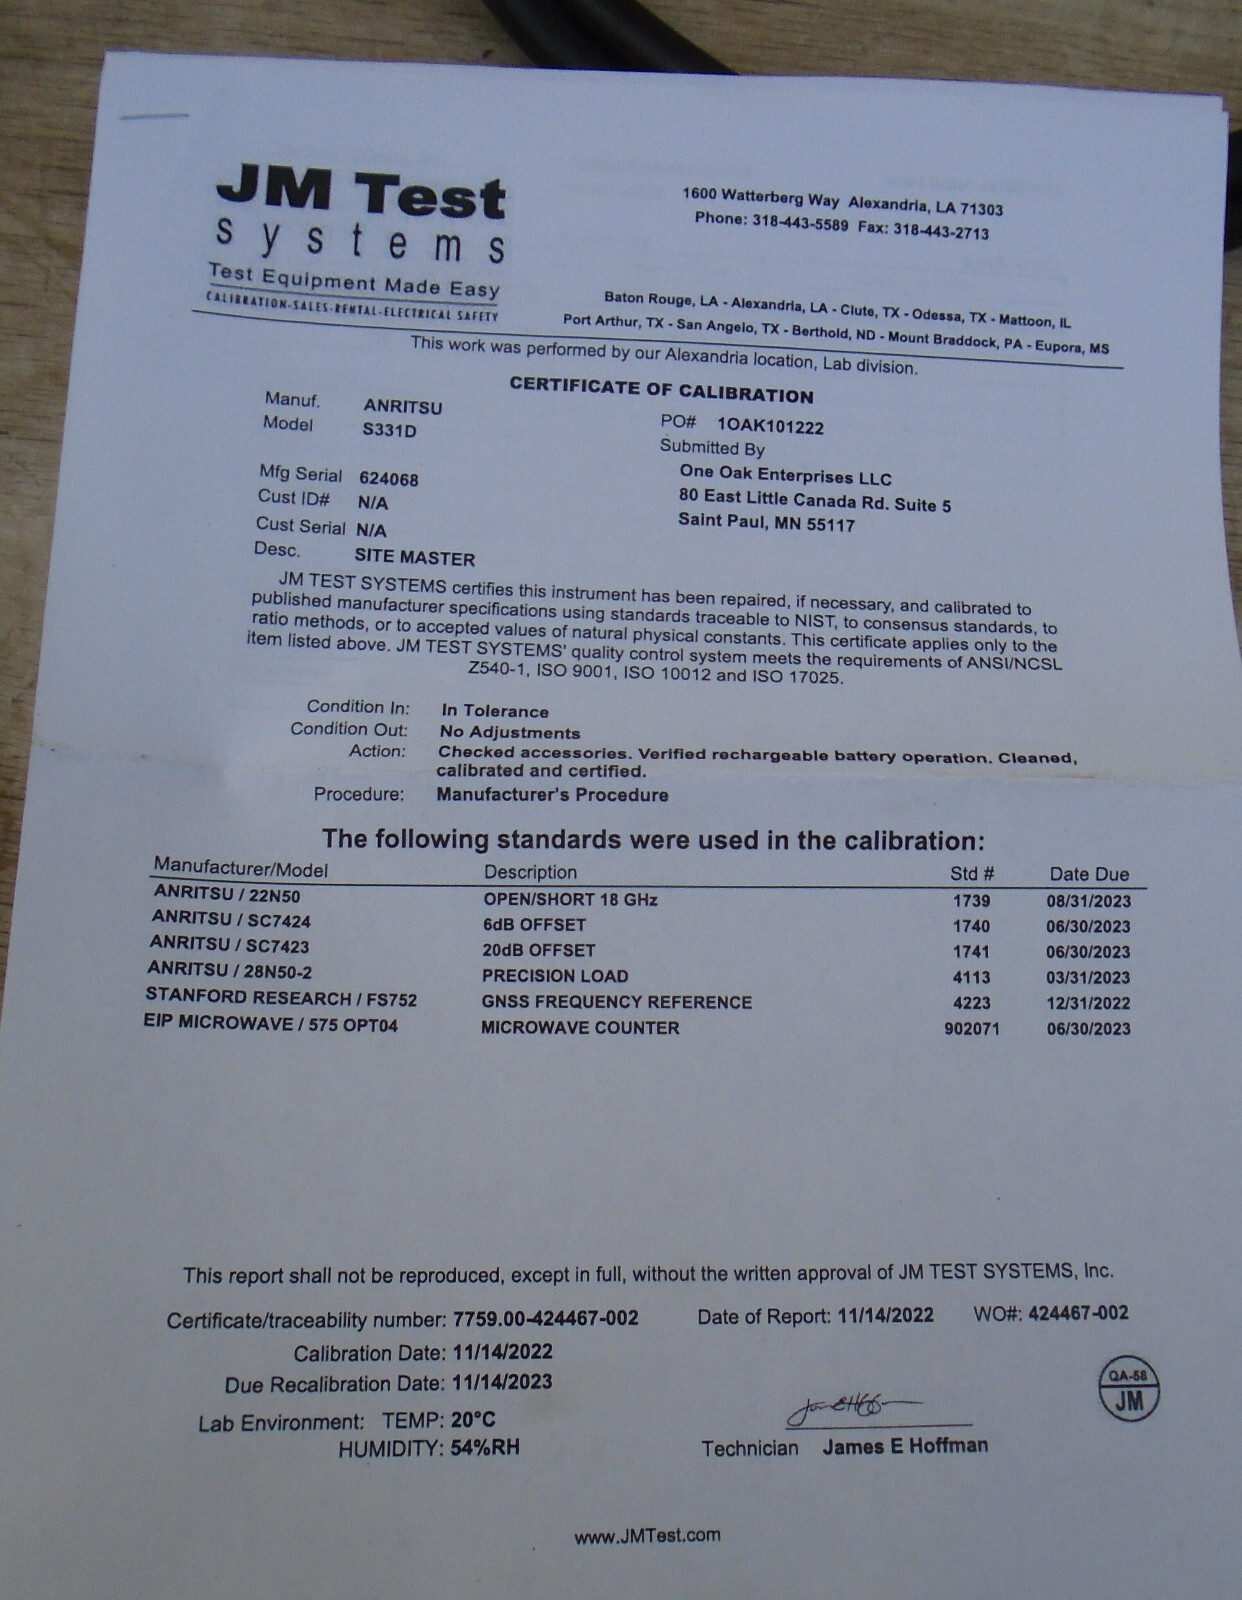 JM Test
systems
Test Equipment Made Easy
CALIBRATION-SALES-RENTAL-ELECTRICAL SAFETY
1600 Watterberg Way Alexandria, LA 71303
Phone: 318-443-5589 Fax: 318-443-2713
Baton Rouge, LA - Alexandria, LA - Clute, TX - Odessa, TX - Mattoon, IL
Port Arthur, TX - San Angelo, TX - Berthold, ND - Mount Braddock, PA - Eupora, MS
This work was performed by our Alexandria location, Lab division.
CERTIFICATE OF CALIBRATION
Manuf. ANRITSU
Model S331D
Mfg Serial 624068
Cust ID# N/A
Cust Serial N/A
Desc. SITE MASTER
PO# 1OAK101222
Submitted By
One Oak Enterprises LLC
80 East Little Canada Rd. Suite 5
Saint Paul, MN 55117
JM TEST SYSTEMS certifies this instrument has been repaired, if necessary, and calibrated to
published manufacturer specifications using standards traceable to NIST, to consensus standards, to
ratio methods, or to accepted values of natural physical constants. This certificate applies only to the
item listed above. JM TEST SYSTEMS' quality control system meets the requirements of ANSI/NCSL
Z540-1, ISO 9001, ISO 10012 and ISO 17025.
Condition In: In Tolerance
Condition Out: No Adjustments
Action: Checked accessories. Verified rechargeable battery operation. Cleaned,
calibrated and certified.
Procedure: Manufacturer's Procedure
The following standards were used in the calibration:
Manufacturer/Model Description Std # Date Due
ANRITSU / 22N50 OPEN/SHORT 18 GHz 1739 08/31/2023
ANRITSU / SC7424 6dB OFFSET 1740 06/30/2023
ANRITSU / SC7423 20dB OFFSET 1741 06/30/2023
ANRITSU / 28N50-2 PRECISION LOAD 4113 03/31/2023
STANFORD RESEARCH / FS752 GNSS FREQUENCY REFERENCE 4223 12/31/2022
EIP MICROWAVE / 575 OPT04 MICROWAVE COUNTER 902071 06/30/2023
This report shall not be reproduced, except in full, without the written approval of JM TEST SYSTEMS, Inc.
Certificate/traceability number: 7759.00-424467-002 Date of Report: 11/14/2022 WO#: 424467-002
Calibration Date: 11/14/2022
Due Recalibration Date: 11/14/2023
Lab Environment: TEMP: 20°C
HUMIDITY: 54%RH
QA-58
JM
Technician James E Hoffman
www.JMTest.com